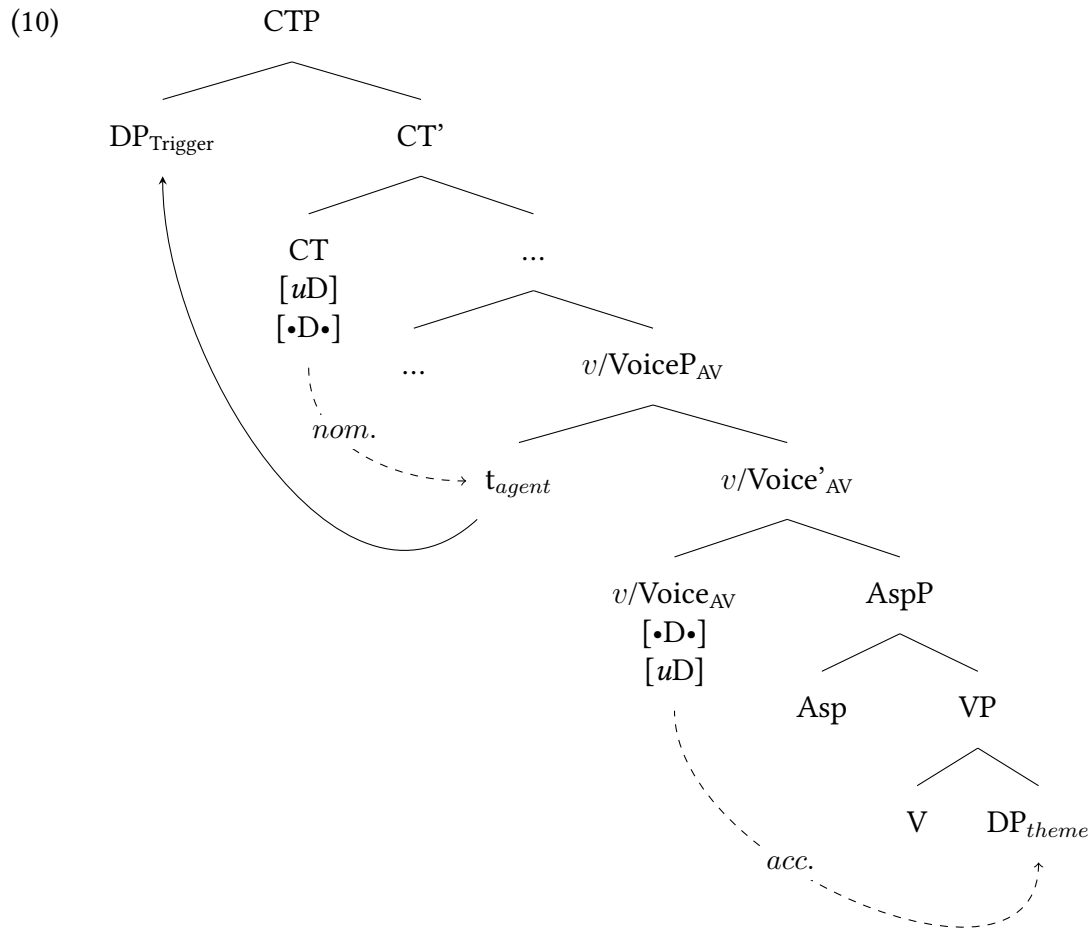 (10) CTP
DP_Trigger CT’
CT ...
[uD]
[•D•]
... v/VoiceP_AV
nom.
t_agent v/Voice’_AV
v/Voice_AV AspP
[•D•]
[uD]
Asp VP
V DP_theme
acc.